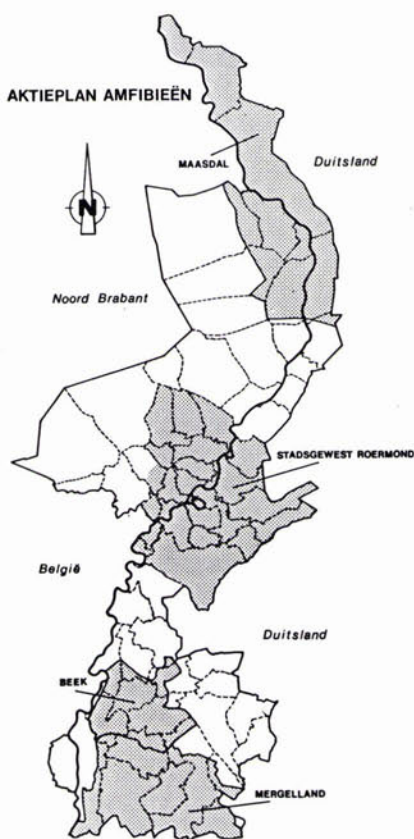 AKTIEPLAN AMFIBIEËN
MAASDAL
Duitsland
N
Noord Brabant
STADSGEWEST ROERMOND
België
Duitsland
BEEK
MERGELLAND